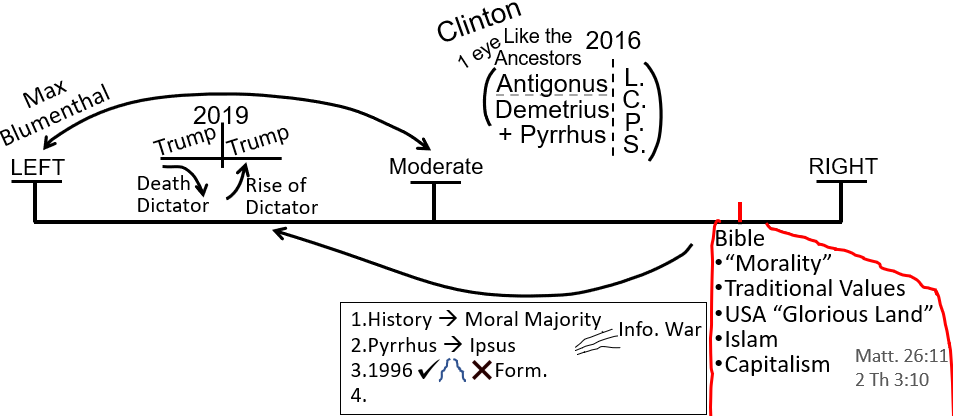 Clinton
1 eye
Like the
Ancestors
2016
Antigonus
Demetrius
+ Pyrrhus
L.
C.
P.
S.
Max
Blumenthal
2019
Trump
Trump
LEFT
Moderate
RIGHT
Death
Dictator
Rise of
Dictator
Bible
•“Morality”
•Traditional Values
•USA “Glorious Land”
•Islam
•Capitalism
Matt. 26:11
2 Th 3:10
1.History → Moral Majority
2.Pyrrhus → Ipsus
Info. War
3.1996 ✓ ✕ Form.
4.